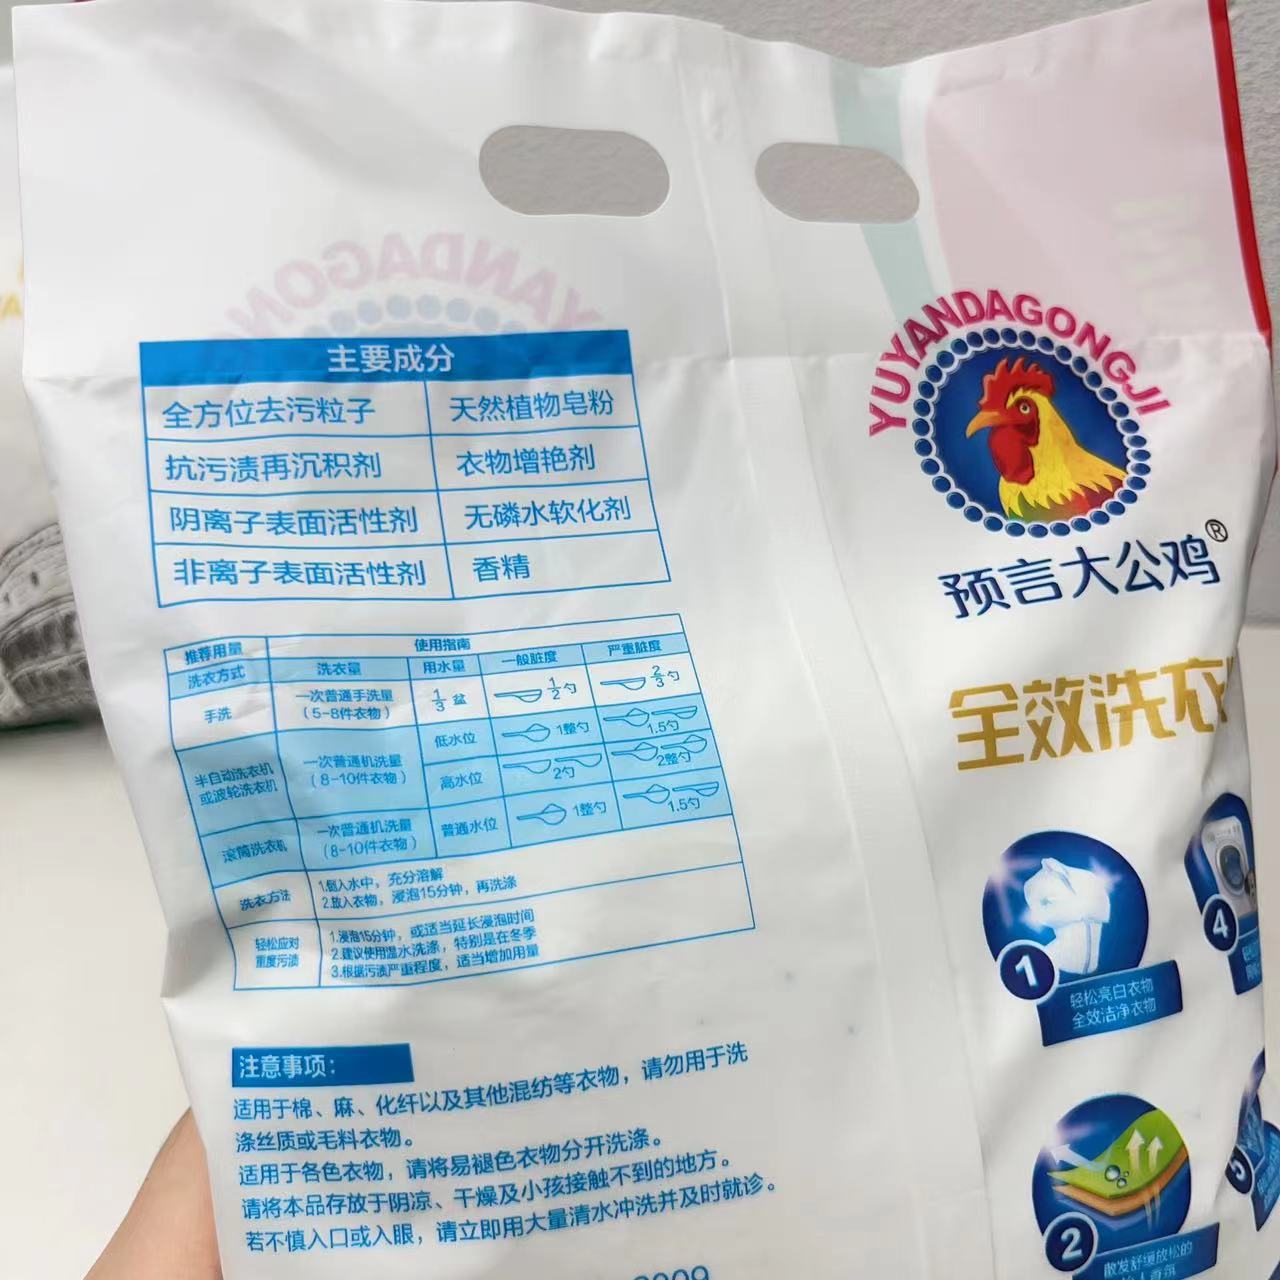 主要成分
全方位去污粒子 天然植物皂粉
抗污渍再沉积剂 衣物增艳剂
阴离子表面活性剂 无磷水软化剂
非离子表面活性剂 香精
推荐用量 使用指南
洗衣方式 洗衣量 用水量 一般脏度 严重脏度
手洗 一次普通手洗量 1/3 盆 1/2勺 2/3勺
(5-8件衣物)
半自动洗衣机 一次普通机洗量 低水位 1整勺 1.5勺
或波轮洗衣机 (8-10件衣物) 高水位 2勺 2整勺
滚筒洗衣机 一次普通机洗量 普通水位 1整勺 1.5勺
(8-10件衣物)
洗衣方法 1.倒入水中，充分溶解
2.放入衣物，浸泡15分钟，再洗涤
轻松应对 1.浸泡15分钟，或适当延长浸泡时间
重度污渍 2.建议使用温水洗涤，特别是在冬季
3.根据污渍严重程度，适当增加用量
注意事项：
适用于棉、麻、化纤以及其他混纺等衣物，请勿用于洗
涤丝质或毛料衣物。
适用于各色衣物，请将易褪色衣物分开洗涤。
请将本品存放于阴凉、干燥及小孩接触不到的地方。
若不慎入口或入眼，请立即用大量清水冲洗并及时就诊。
YUYANDAGONGJI
预言大公鸡®
全效洗衣
1
轻松亮白衣物
全效洁净衣物
4
2
散发舒缓放松的
5